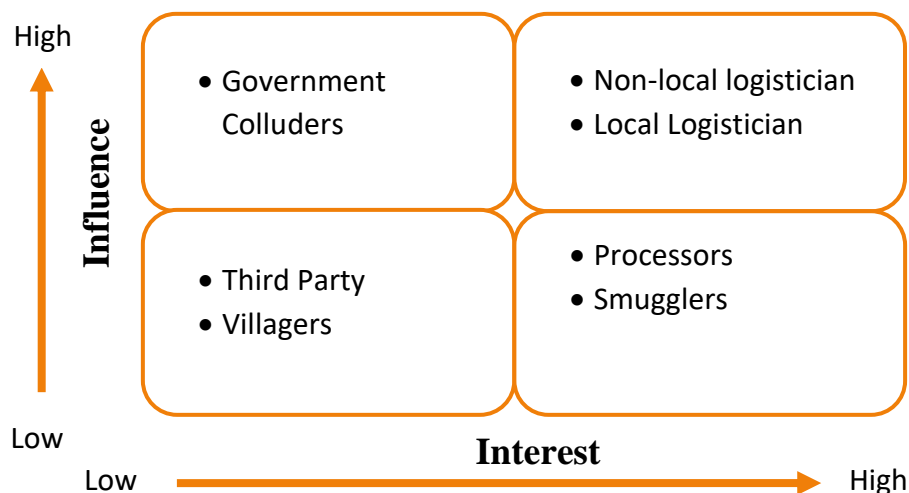 High
• Government
Colluders
• Non-local logistician
• Local Logistician
Influence
• Third Party
• Villagers
• Processors
• Smugglers
Low
Interest
Low
High